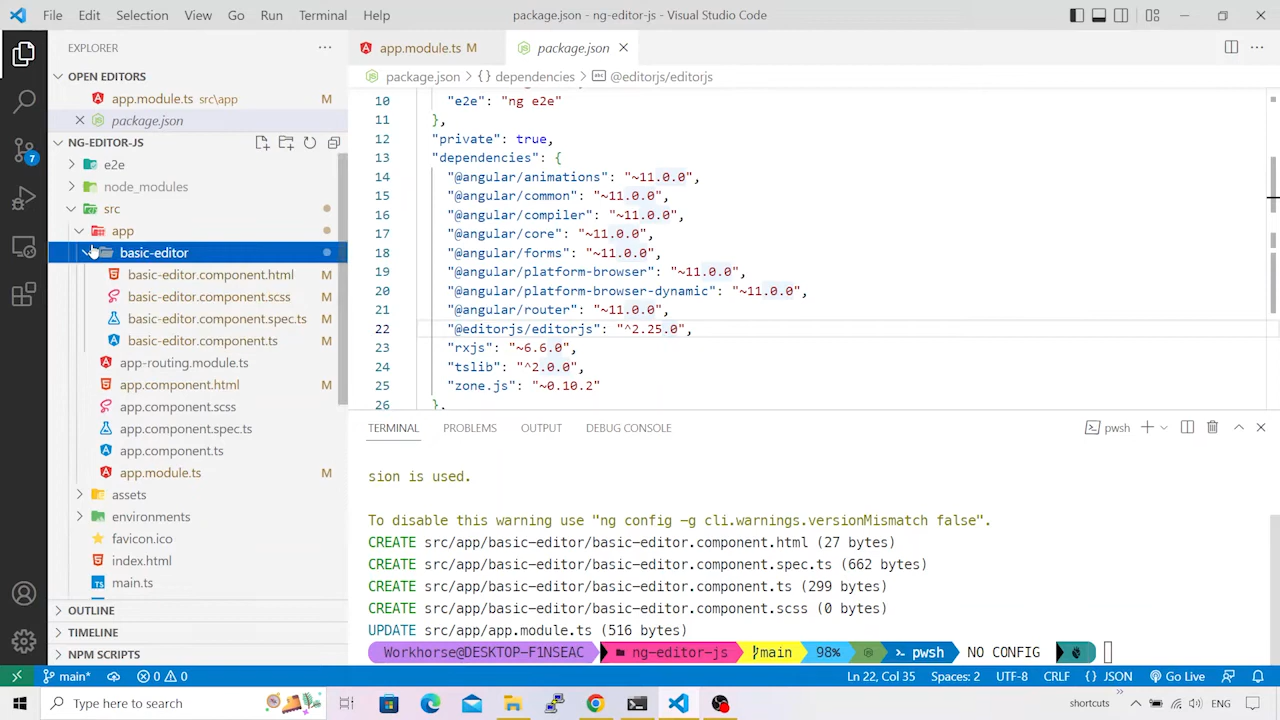 File Edit Selection View Go Run Terminal Help
package.json - ng-editor-js - Visual Studio Code
EXPLORER
OPEN EDITORS
app.module.ts src\app M
package.json
NG-EDITOR-JS
e2e
node_modules
src
app
basic-editor
basic-editor.component.html M
basic-editor.component.scss M
basic-editor.component.spec.ts M
basic-editor.component.ts M
app-routing.module.ts
app.component.html M
app.component.scss
app.component.spec.ts
app.component.ts
app.module.ts M
assets
environments
favicon.ico
index.html
main.ts
OUTLINE
TIMELINE
NPM SCRIPTS
7
app.module.ts M
package.json
package.json > {} dependencies > @editorjs/editorjs
10 "e2e": "ng e2e"
11 },
12 "private": true,
13 "dependencies": {
14 "@angular/animations": "~11.0.0",
15 "@angular/common": "~11.0.0",
16 "@angular/compiler": "~11.0.0",
17 "@angular/core": "~11.0.0",
18 "@angular/forms": "~11.0.0",
19 "@angular/platform-browser": "~11.0.0",
20 "@angular/platform-browser-dynamic": "~11.0.0",
21 "@angular/router": "~11.0.0",
22 "@editorjs/editorjs": "^2.25.0",
23 "rxjs": "~6.6.0",
24 "tslib": "^2.0.0",
25 "zone.js": "~0.10.2"
26 },
TERMINAL PROBLEMS OUTPUT DEBUG CONSOLE
pwsh
sion is used.
To disable this warning use "ng config -g cli.warnings.versionMismatch false".
CREATE src/app/basic-editor/basic-editor.component.html (27 bytes)
CREATE src/app/basic-editor/basic-editor.component.spec.ts (662 bytes)
CREATE src/app/basic-editor/basic-editor.component.ts (299 bytes)
CREATE src/app/basic-editor/basic-editor.component.scss (0 bytes)
UPDATE src/app/app.module.ts (516 bytes)
Workhorse@DESKTOP-F1NSEAC ng-editor-js main 98% pwsh NO CONFIG
main* 0 0 Ln 22, Col 35 Spaces: 2 UTF-8 CRLF {} JSON Go Live
Type here to search
shortcuts
ENG